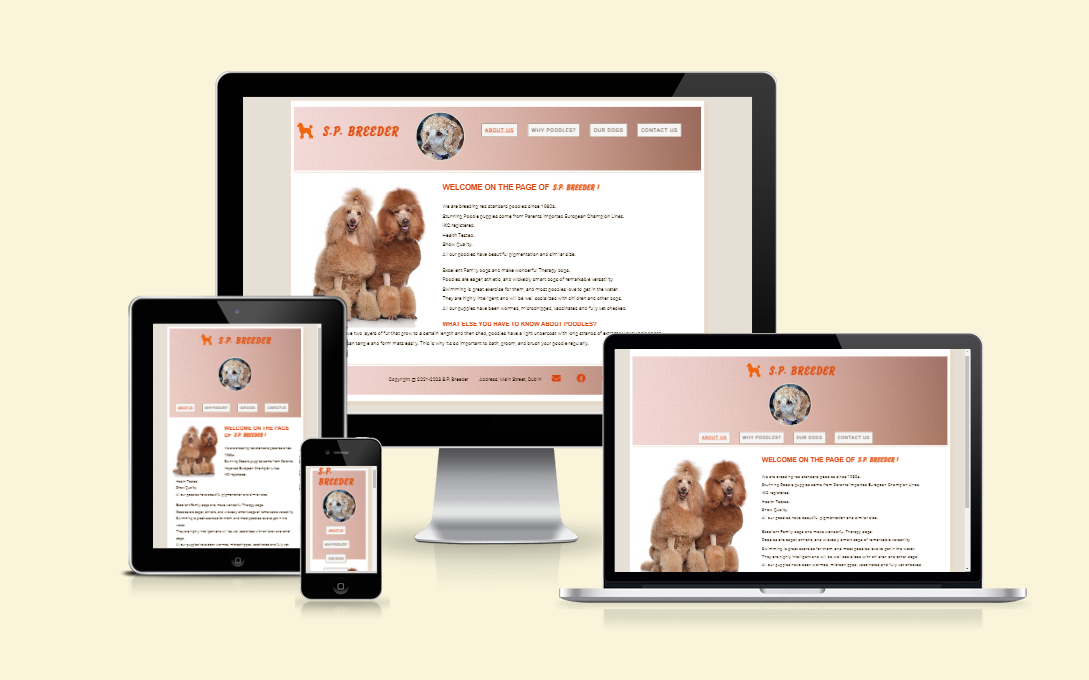 S.P. BREEDER
ABOUT US
WHY POODLES?
OUR DOGS
CONTACT US
WELCOME ON THE PAGE OF S.P. BREEDER !
We are breeding red standard poodles since 1980s.
Stunning Poodle puppies come from Parents Imported European Champion Lines.
IKC registered.
Health Tested.
Show Quality.
All our poodles have beautiful pigmentation and similar size.
Excellent Family dogs and make wonderful Therapy dogs.
Poodles are eager, athletic, and wickedly smart dogs of remarkable versatility
Swimming is great exercise for them, and most poodles love to get in the water.
They are highly intelligent and will be well socialized with children and other dogs.
All our puppies have been wormed, microchipped, vaccinated and fully vet checked.
WHAT ELSE YOU HAVE TO KNOW ABOUT POODLES?
two layers of fur that grow to a certain length and then shed, poodles have a light undercoat with long strands of
can tangle and form mats easily. This is why it's so important to bath, groom, and brush your poodle regularly.
Copyright @ 2021-2023 S.P. Breeder
Address: Main Street, Dublin
S.P. BREEDER
ABOUT US
WHY POODLES?
OUR DOGS
CONTACT US
WELCOME ON THE PAGE
OF S.P. BREEDER !
We are breeding red standard poodles since
1980s.
Stunning Poodle puppies come from Parents
Imported European Champion Lines.
IKC registered.
Health Tested.
Show Quality.
All our poodles have beautiful pigmentation and similar size.
Excellent Family dogs and make wonderful Therapy dogs.
Poodles are eager, athletic, and wickedly smart dogs of remarkable versatility
Swimming is great exercise for them, and most poodles love to get in the
water.
They are highly intelligent and will be well socialized with children and other
dogs.
All our puppies have been wormed, microchipped, vaccinated and fully vet
S.P.
BREEDER
ABOUT US
WHY POODLES?
OUR DOGS
S.P. BREEDER
ABOUT US
WHY POODLES?
OUR DOGS
CONTACT US
WELCOME ON THE PAGE OF S.P. BREEDER !
We are breeding red standard poodles since 1980s.
Stunning Poodle puppies come from Parents Imported European Champion Lines.
IKC registered.
Health Tested.
Show Quality.
All our poodles have beautiful pigmentation and similar size.
Excellent Family dogs and make wonderful Therapy dogs.
Poodles are eager, athletic, and wickedly smart dogs of remarkable versatility
Swimming is great exercise for them, and most poodles love to get in the water.
They are highly intelligent and will be well socialized with children and other dogs.
All our puppies have been wormed, microchipped, vaccinated and fully vet checked.